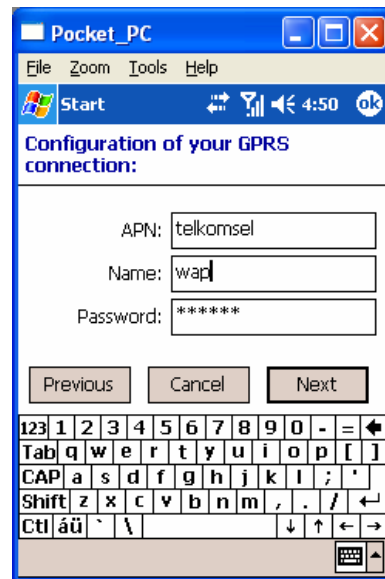 Pocket_PC
File Zoom Tools Help
Start 4:50 ok
Configuration of your GPRS
connection:
APN: telkomsel
Name: wap
Password: ******
Previous Cancel Next
123 1 2 3 4 5 6 7 8 9 0 - =
Tab q w e r t y u i o p [ ]
CAP a s d f g h j k l ; '
Shift z x c v b n m , . /
Ctl áü ` \